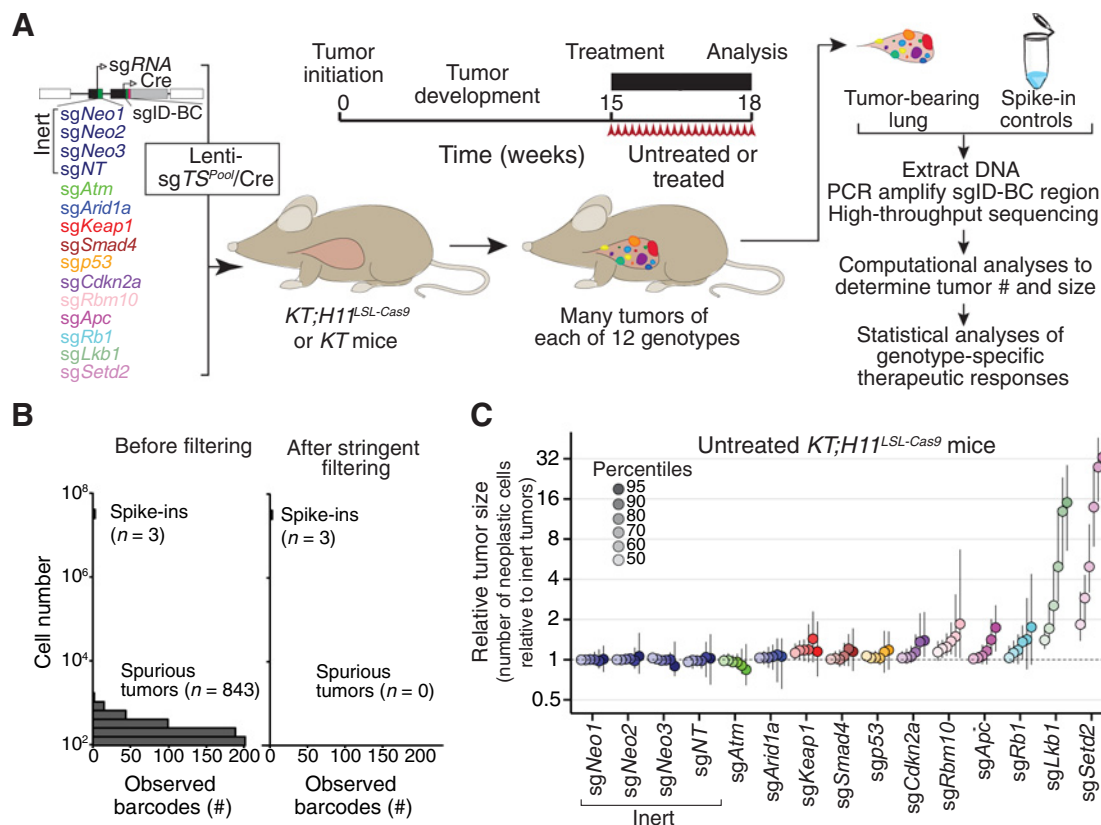 A
sgRNA
Cre
sgID-BC
Inert
sgNeo1
sgNeo2
sgNeo3
sgNT
sgAtm
sgArid1a
sgKeap1
sgSmad4
sgp53
sgCdkn2a
sgRbm10
sgApc
sgRb1
sgLkb1
sgSetd2
Lenti-
sgTS^Pool/Cre
Tumor
initiation
Tumor
development
Treatment
Analysis
0
15
18
Time (weeks)
Untreated or
treated
KT;H11^LSL-Cas9
or KT mice
Many tumors of
each of 12 genotypes
Tumor-bearing
lung
Spike-in
controls
Extract DNA
PCR amplify sgID-BC region
High-throughput sequencing
Computational analyses to
determine tumor # and size
Statistical analyses of
genotype-specific
therapeutic responses
B
Before filtering
After stringent
filtering
Cell number
10^8
10^6
10^4
10^2
Spike-ins
(n = 3)
Spurious
tumors (n = 843)
Spike-ins
(n = 3)
Spurious
tumors (n = 0)
0 50 100 150 200
0 50 100 150 200
Observed
barcodes (#)
Observed
barcodes (#)
C
Untreated KT;H11^LSL-Cas9 mice
Relative tumor size
(number of neoplastic cells
relative to inert tumors)
32
16
8
4
2
1
0.5
Percentiles
95
90
80
70
60
50
sgNeo1
sgNeo2
sgNeo3
sgNT
sgAtm
sgArid1a
sgKeap1
sgSmad4
sgp53
sgCdkn2a
sgRbm10
sgApc
sgRb1
sgLkb1
sgSetd2
Inert